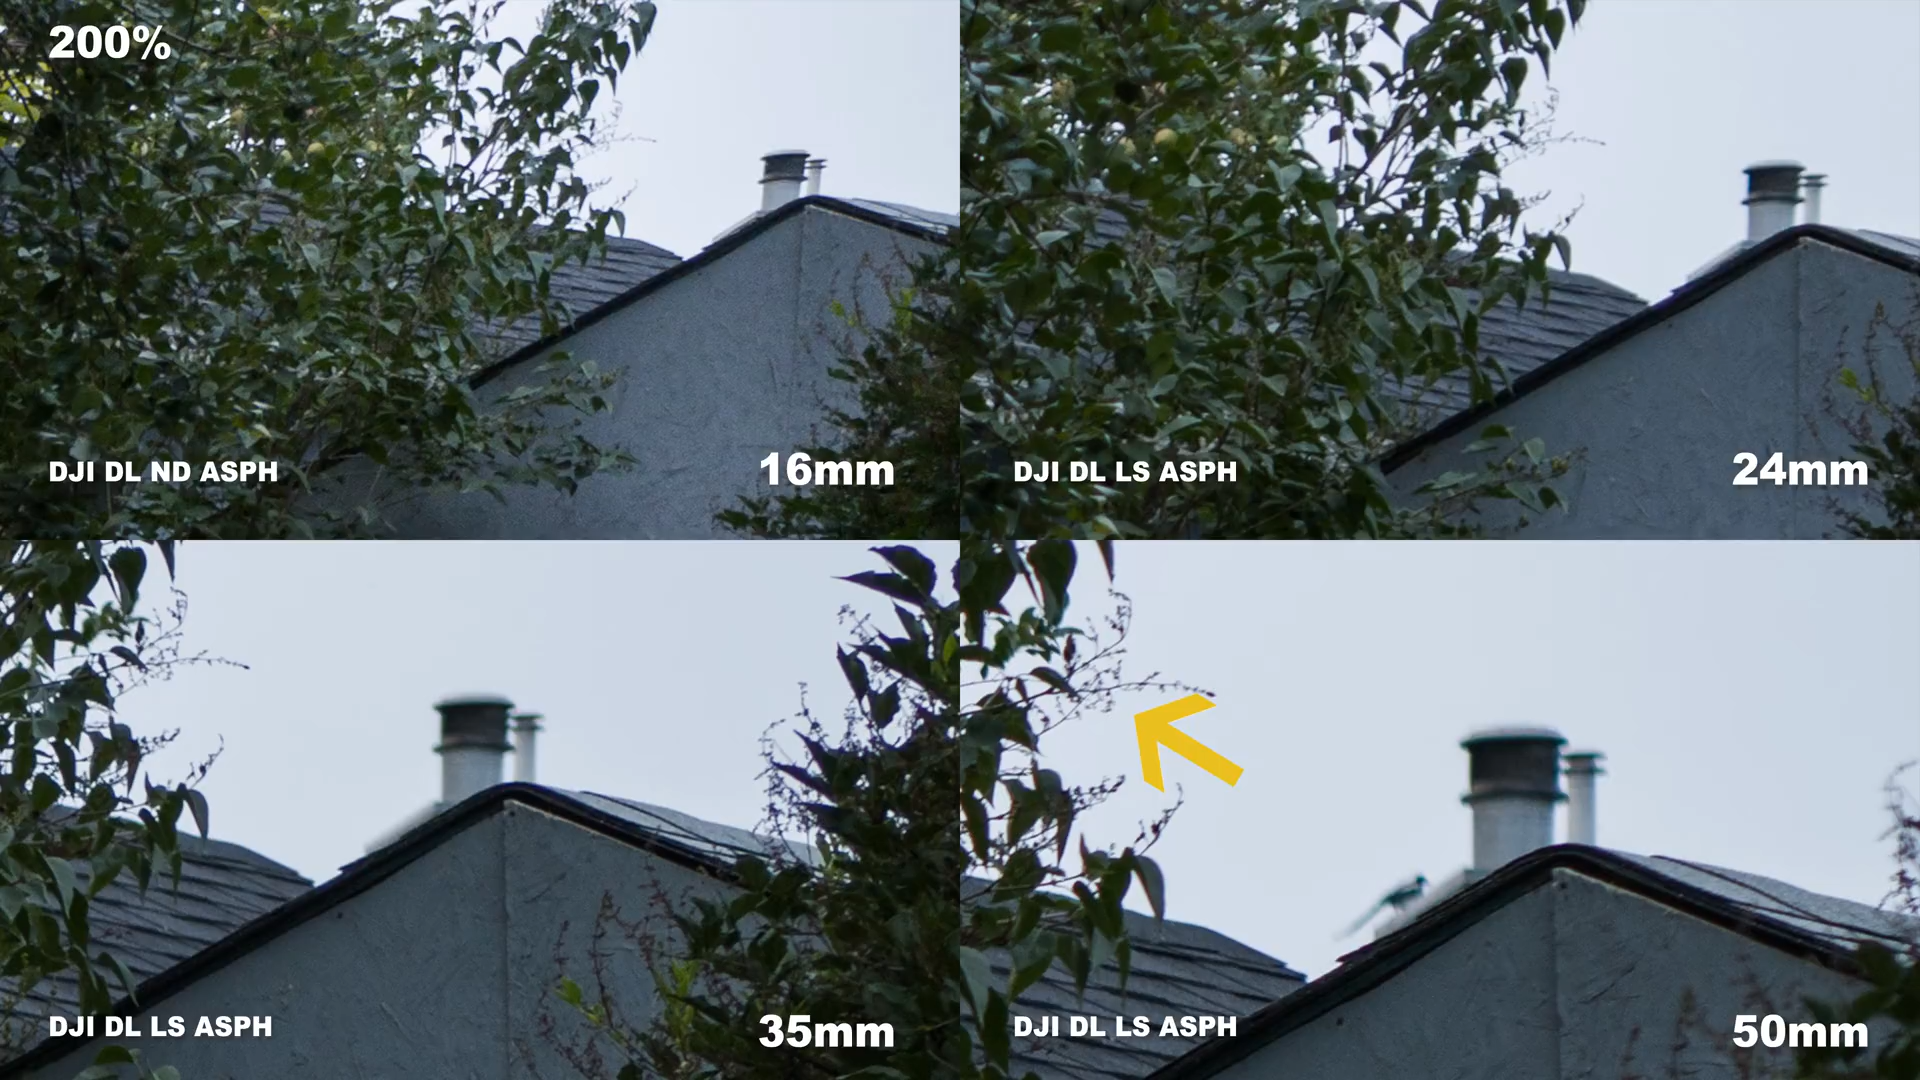 200%
DJI DL ND ASPH
16mm
DJI DL LS ASPH
24mm
DJI DL LS ASPH
35mm
DJI DL LS ASPH
50mm